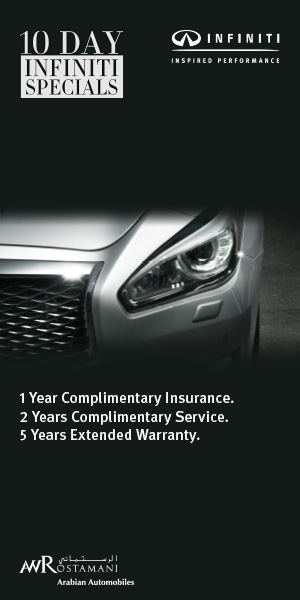 10 DAY
INFINITI
SPECIALS
INFINITI
INSPIRED PERFORMANCE
1 Year Complimentary Insurance.
2 Years Complimentary Service.
5 Years Extended Warranty.
الرستماني
AWROSTAMANI
Arabian Automobiles